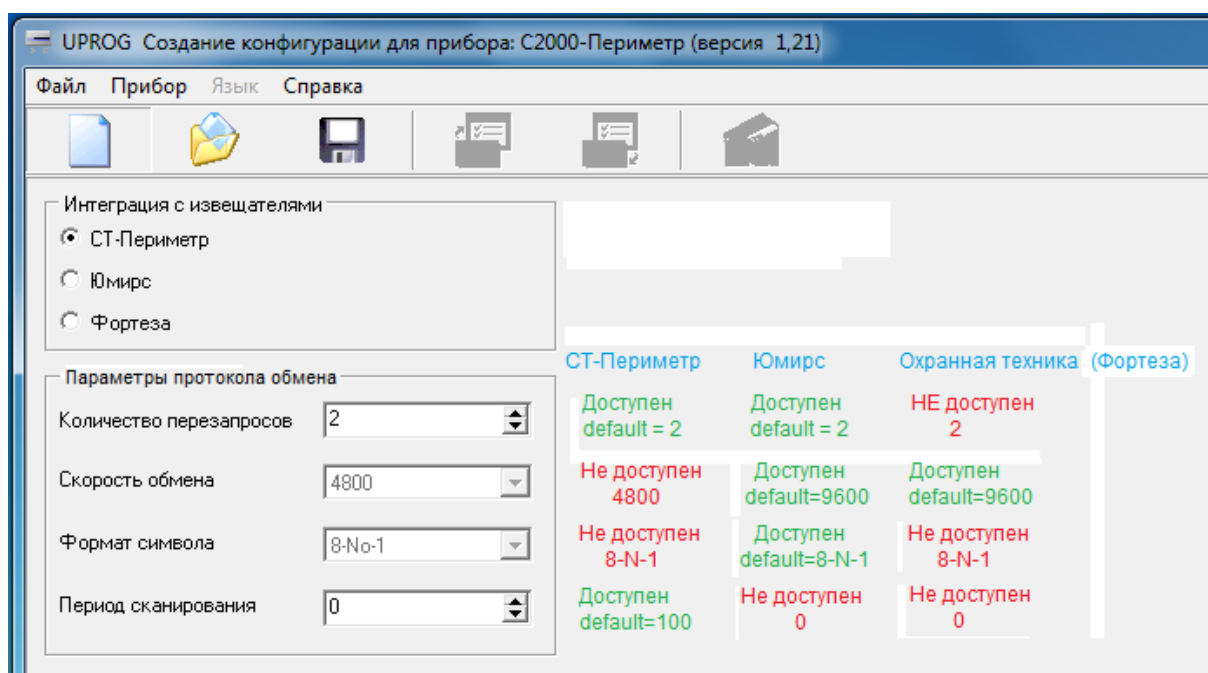 UPROG Создание конфигурации для прибора: С2000-Периметр (версия 1,21)
Файл Прибор Язык Справка
Интеграция с извещателями
СТ-Периметр
Юмирс
Фортеза
СТ-Периметр Юмирс Охранная техника (Фортеза)
Параметры протокола обмена
Доступен Доступен НЕ доступен
Количество перезапросов 2 default = 2 default = 2 2
Не доступен Доступен Доступен
Скорость обмена 4800 4800 default=9600 default=9600
Не доступен Доступен Не доступен
Формат символа 8-No-1 8-N-1 default=8-N-1 8-N-1
Доступен Не доступен Не доступен
Период сканирования 0 default=100 0 0